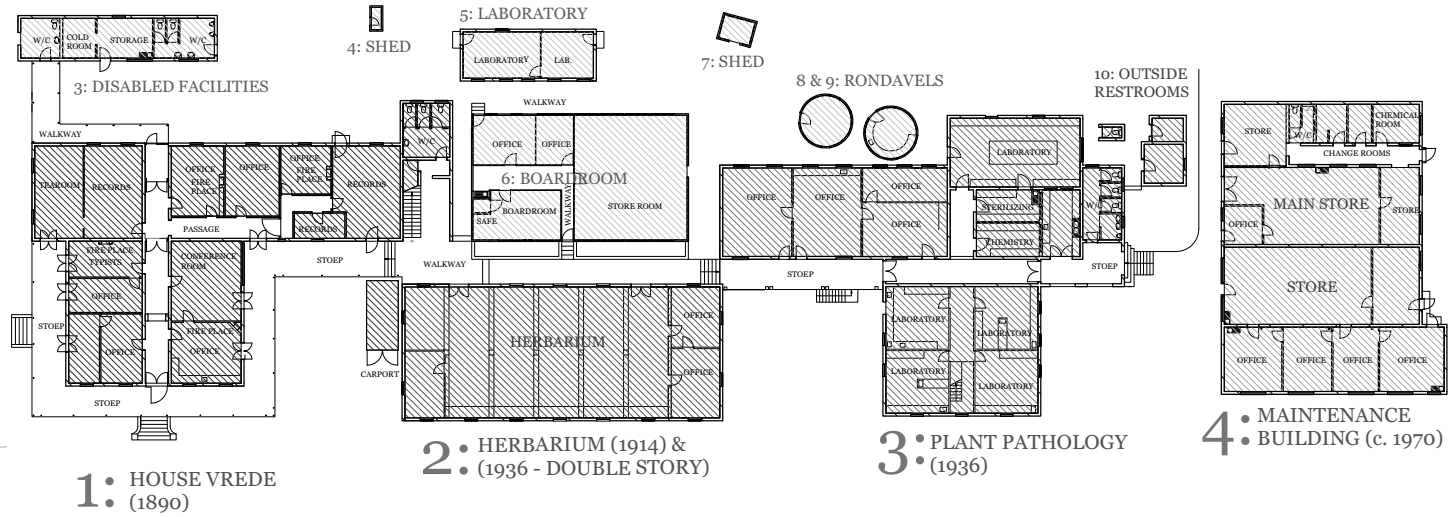 W/C
COLD
ROOM
STORAGE
W/C
3: DISABLED FACILITIES
4: SHED
5: LABORATORY
LABORATORY
LAB.
7: SHED
8 & 9: RONDAVELS
10: OUTSIDE
RESTROOMS
WALKWAY
TEAROOM
RECORDS
OFFICE
FIRE
PLACE
OFFICE
OFFICE
FIRE
PLACE
RECORDS
RECORDS
PASSAGE
W/C
FIRE PLACE
TYPISTS
CONFERENCE
ROOM
OFFICE
STOEP
OFFICE
FIRE PLACE
OFFICE
STOEP
STOEP
1: HOUSE VREDE
(1890)
WALKWAY
OFFICE
OFFICE
6: BOARDROOM
BOARDROOM
SAFE
WALKWAY
STORE ROOM
WALKWAY
CARPORT
HERBARIUM
OFFICE
OFFICE
2: HERBARIUM (1914) &
(1936 - DOUBLE STORY)
OFFICE
OFFICE
OFFICE
OFFICE
LABORATORY
STERILIZING
CHEMISTRY
W/C
STOEP
STOEP
LABORATORY
LABORATORY
LABORATORY
LABORATORY
3: PLANT PATHOLOGY
(1936)
STORE
W/C
CHEMICAL
ROOM
CHANGE ROOMS
MAIN STORE
STORE
OFFICE
STORE
OFFICE
OFFICE
OFFICE
OFFICE
4: MAINTENANCE
BUILDING (c. 1970)